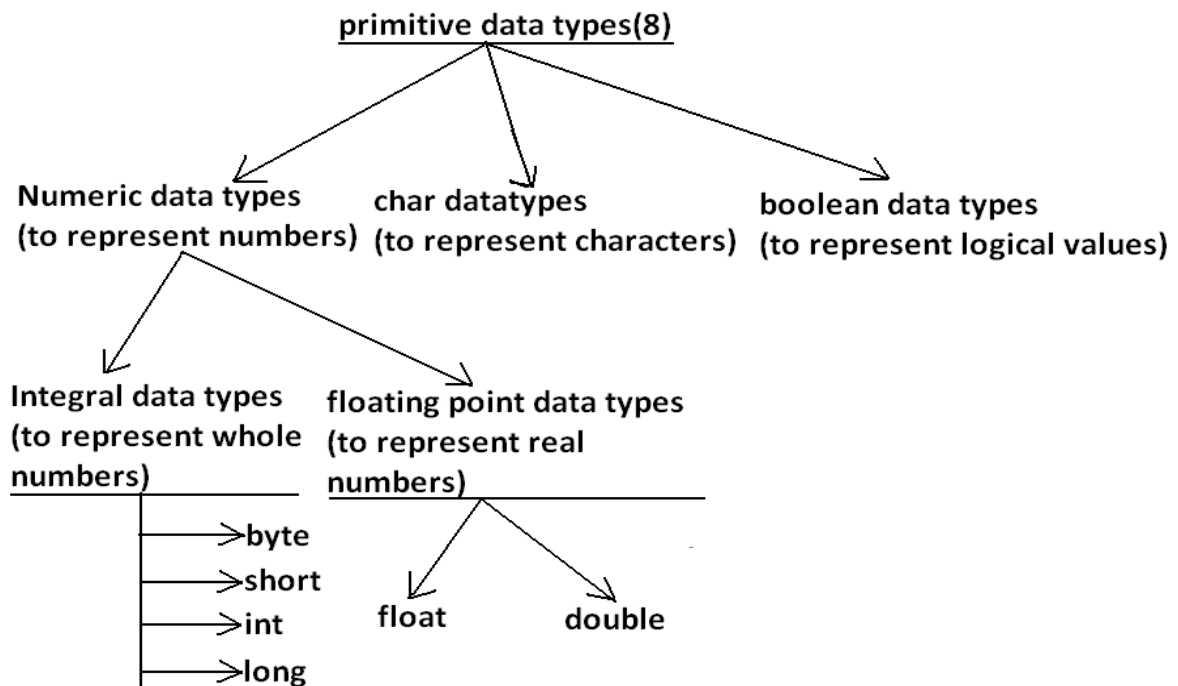 primitive data types(8)
Numeric data types
(to represent numbers)
char datatypes
(to represent characters)
boolean data types
(to represent logical values)
Integral data types
(to represent whole
numbers)
floating point data types
(to represent real
numbers)
byte
short
int
long
float
double